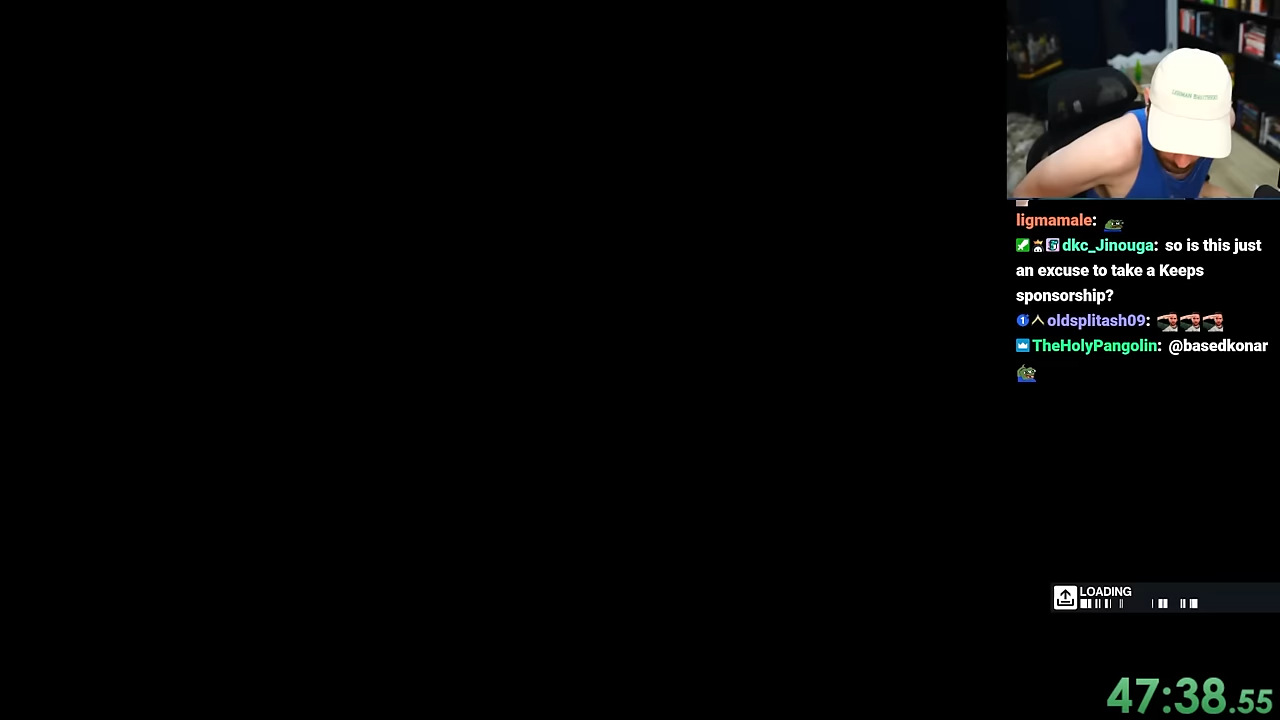 ligmamale:
dkc_Jinouga: so is this just
an excuse to take a Keeps
sponsorship?
oldsplitash09:
TheHolyPangolin: @basedkonar
LOADING
47:38.55